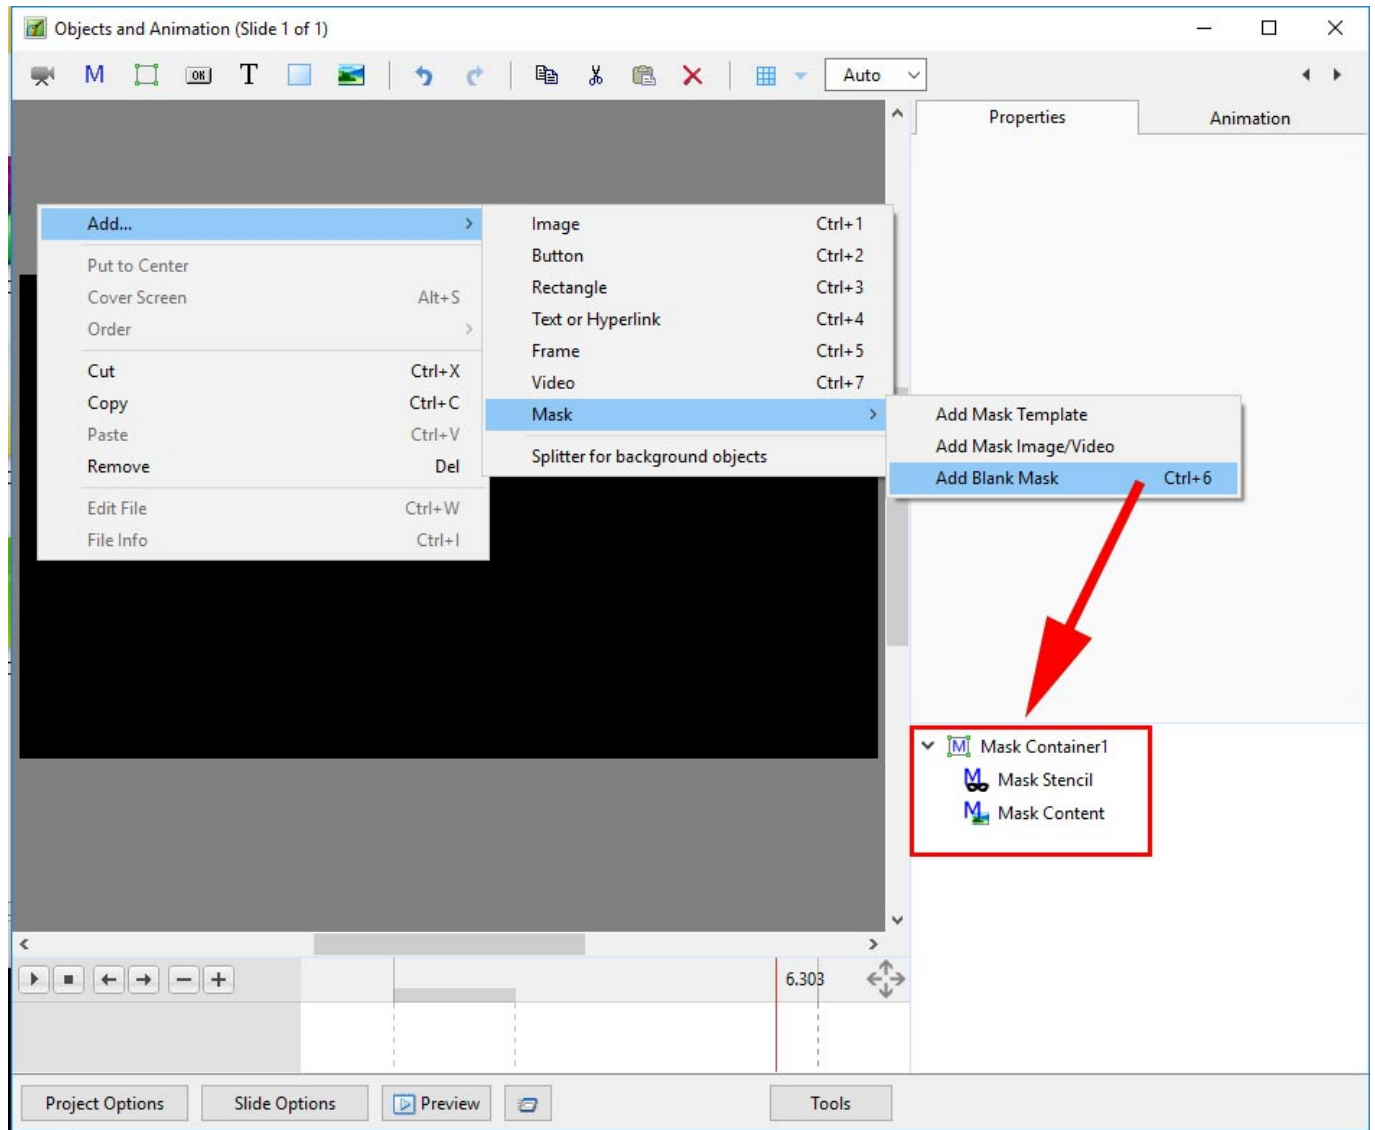 Objects and Animation (Slide 1 of 1)
M OK T Auto
Properties Animation
Add...
Put to Center
Cover Screen Alt+S
Order
Cut Ctrl+X
Copy Ctrl+C
Paste Ctrl+V
Remove Del
Edit File Ctrl+W
File Info Ctrl+I
Image Ctrl+1
Button Ctrl+2
Rectangle Ctrl+3
Text or Hyperlink Ctrl+4
Frame Ctrl+5
Video Ctrl+7
Mask
Splitter for background objects
Add Mask Template
Add Mask Image/Video
Add Blank Mask Ctrl+6
M Mask Container1
M Mask Stencil
M Mask Content
6.303
Project Options Slide Options Preview Tools